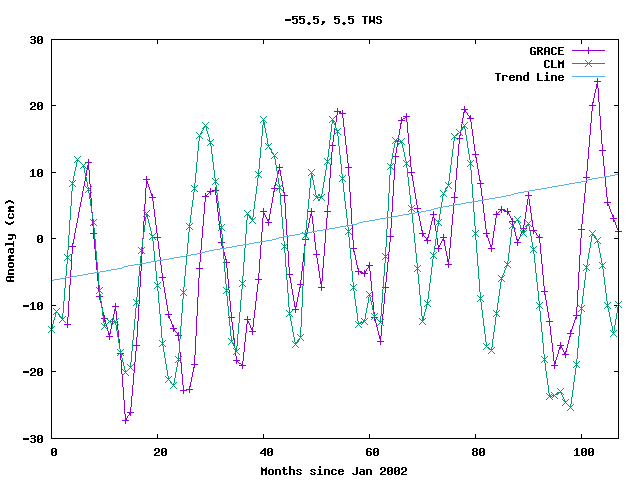 -55.5, 5.5 TWS
GRACE
CLM
Trend Line
30
20
10
0
-10
-20
-30
Anomaly (cm)
0 20 40 60 80 100
Months since Jan 2002